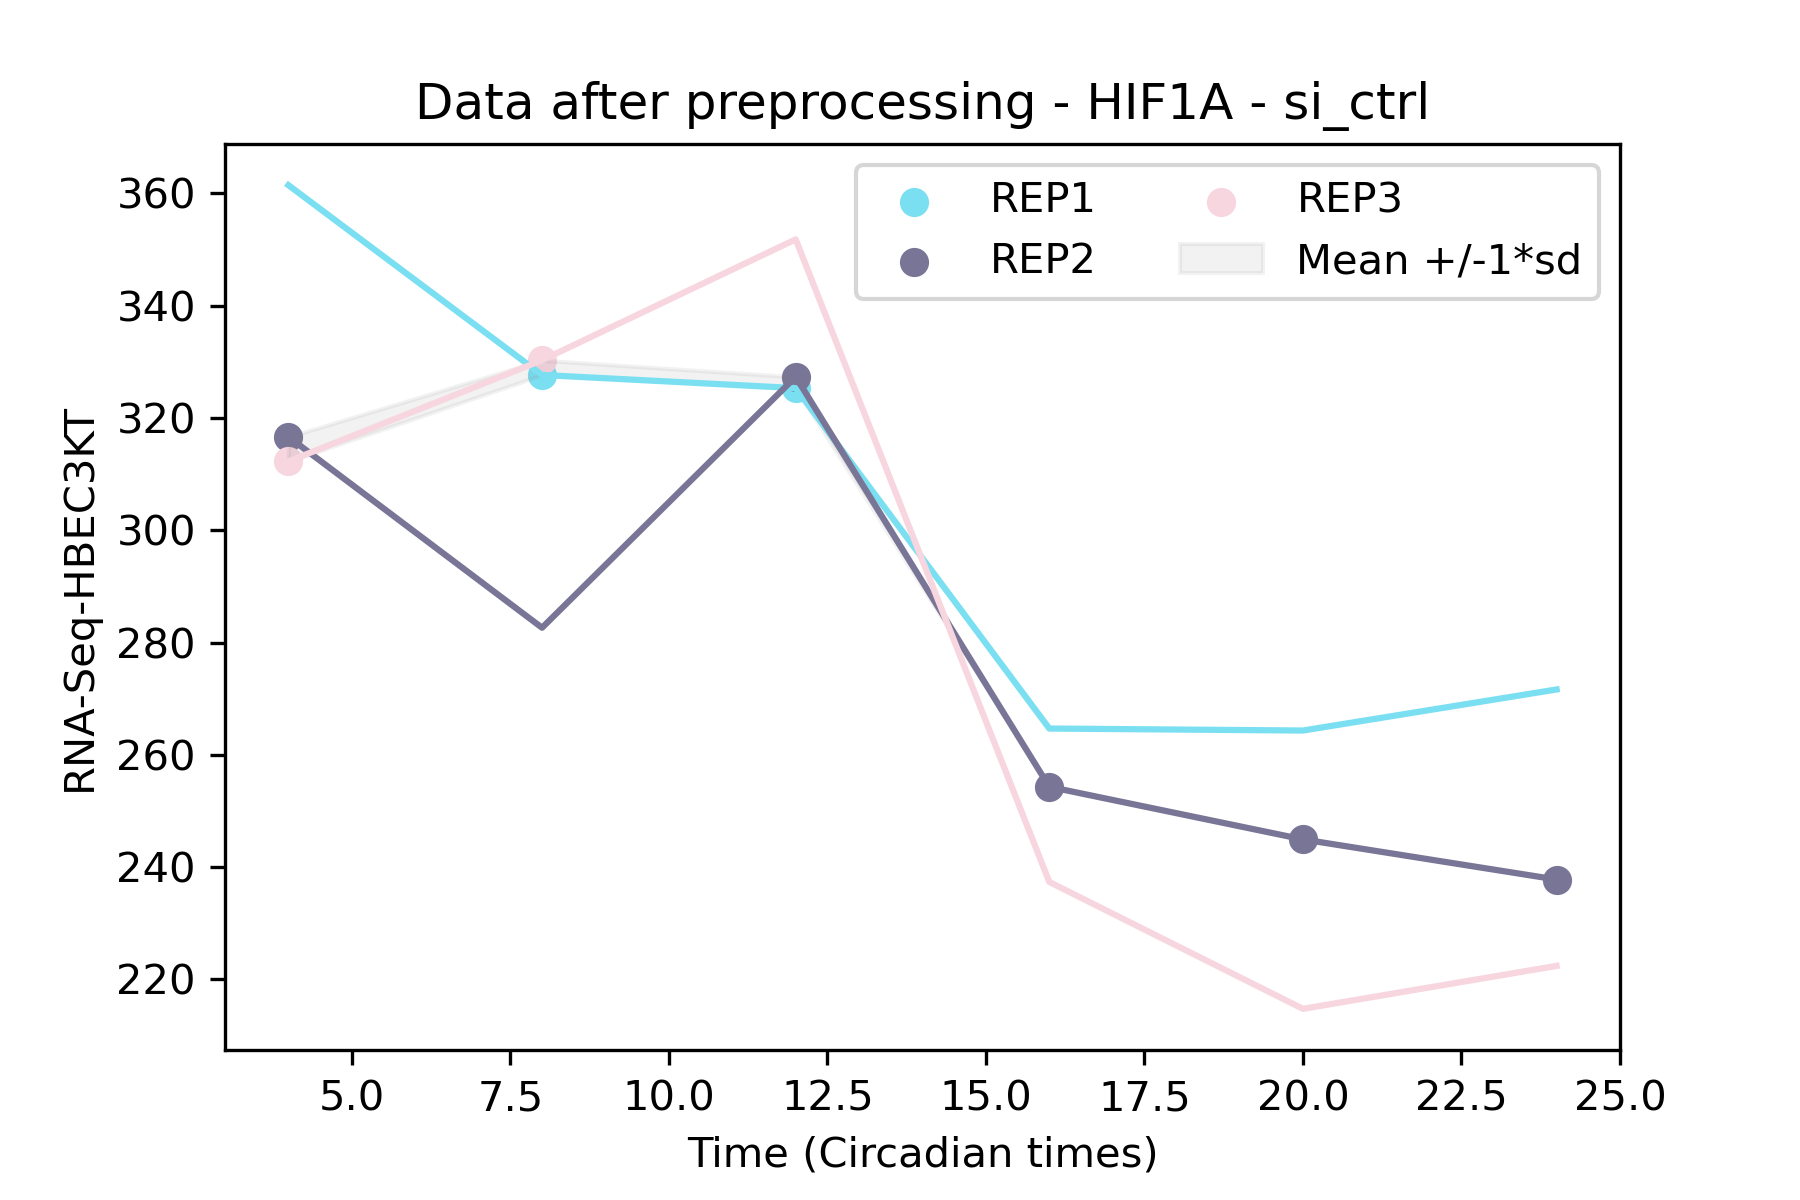 Data after preprocessing - HIF1A - si_ctrl
REP1
REP2
REP3
Mean +/-1*sd
RNA-Seq-HBEC3KT
360
340
320
300
280
260
240
220
5.0 7.5 10.0 12.5 15.0 17.5 20.0 22.5 25.0
Time (Circadian times)